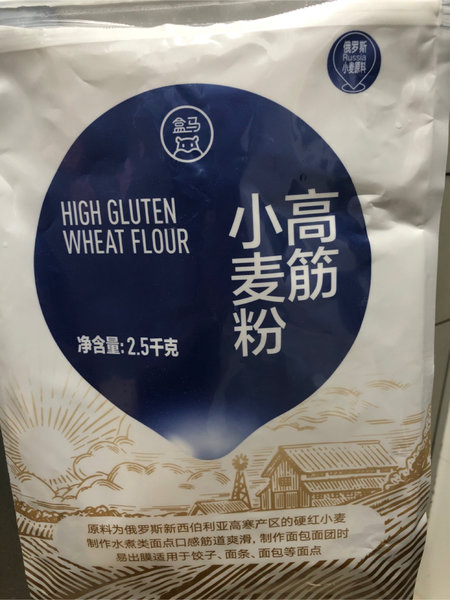 俄罗斯
Russia
小麦原料
盒马
HIGH GLUTEN
WHEAT FLOUR
高筋
小麦粉
净含量: 2.5千克
原料为俄罗斯新西伯利亚高寒产区的硬红小麦
制作水煮类面点口感筋道爽滑，制作面包面团时
易出膜适用于饺子、面条、面包等面点